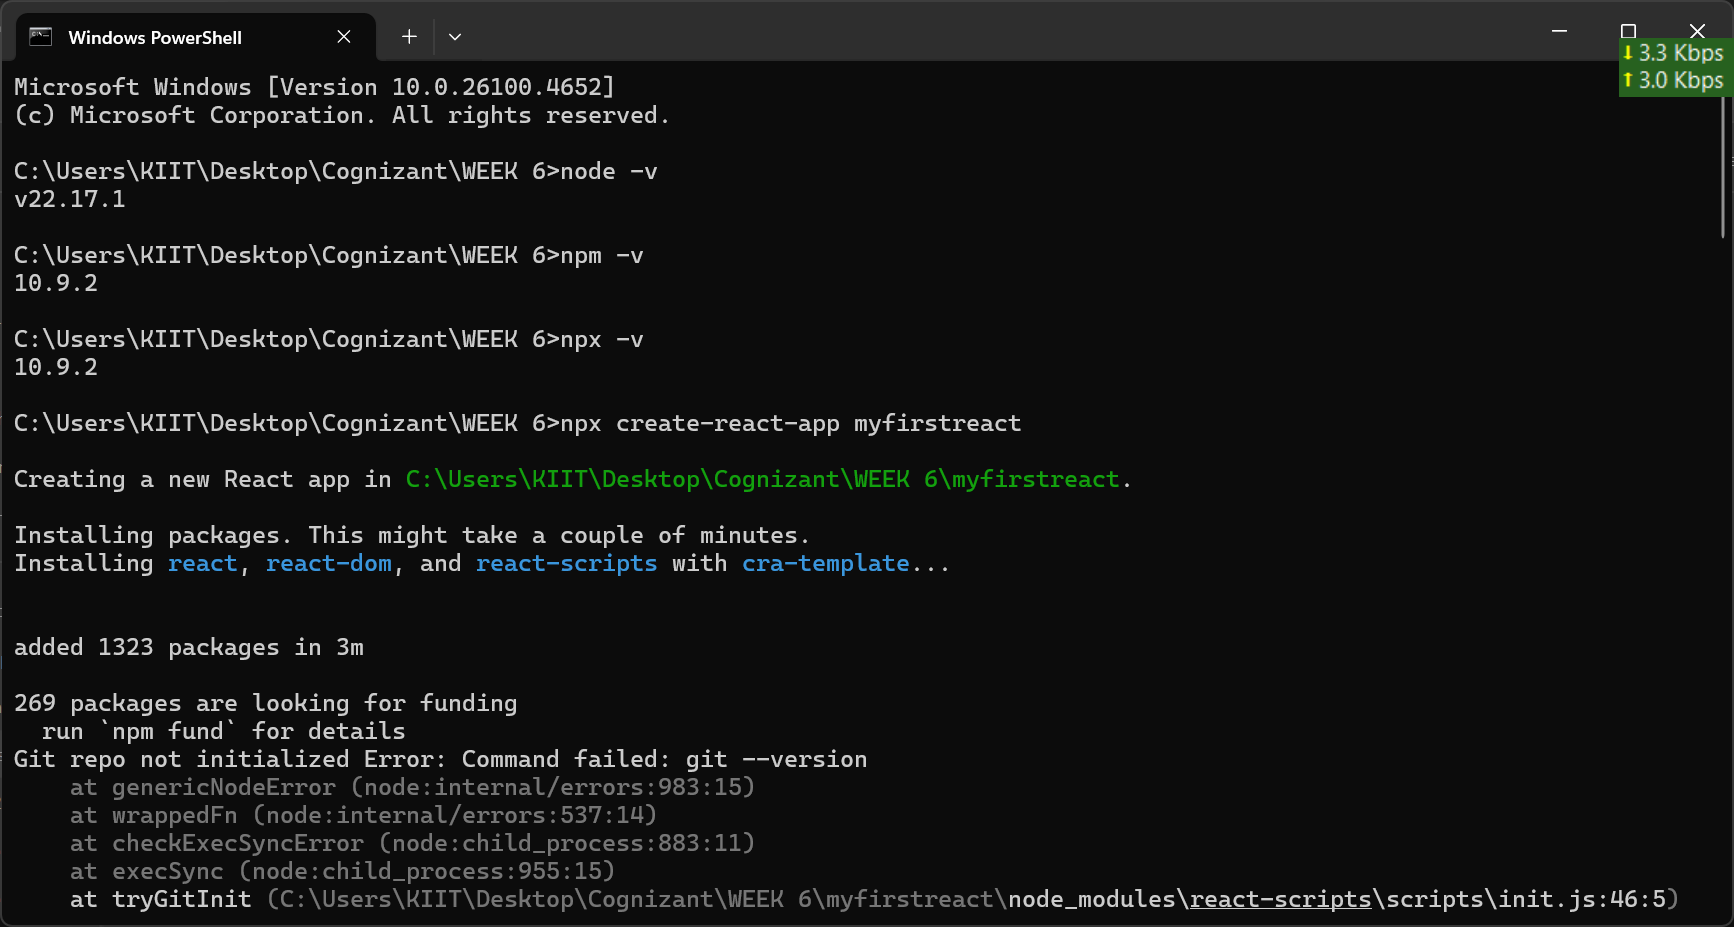 Windows PowerShell
↓ 3.3 Kbps
↑ 3.0 Kbps
Microsoft Windows [Version 10.0.26100.4652]
(c) Microsoft Corporation. All rights reserved.
C:\Users\KIIT\Desktop\Cognizant\WEEK 6>node -v
v22.17.1
C:\Users\KIIT\Desktop\Cognizant\WEEK 6>npm -v
10.9.2
C:\Users\KIIT\Desktop\Cognizant\WEEK 6>npx -v
10.9.2
C:\Users\KIIT\Desktop\Cognizant\WEEK 6>npx create-react-app myfirstreact
Creating a new React app in C:\Users\KIIT\Desktop\Cognizant\WEEK 6\myfirstreact.
Installing packages. This might take a couple of minutes.
Installing react, react-dom, and react-scripts with cra-template...
added 1323 packages in 3m
269 packages are looking for funding
  run `npm fund` for details
Git repo not initialized Error: Command failed: git --version
    at genericNodeError (node:internal/errors:983:15)
    at wrappedFn (node:internal/errors:537:14)
    at checkExecSyncError (node:child_process:883:11)
    at execSync (node:child_process:955:15)
    at tryGitInit (C:\Users\KIIT\Desktop\Cognizant\WEEK 6\myfirstreact\node_modules\react-scripts\scripts\init.js:46:5)